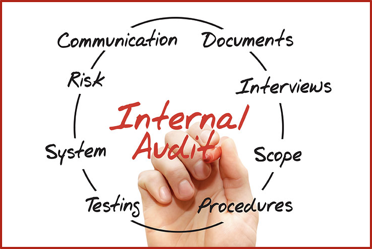 Communication
Documents
Risk
Interviews
Internal
Audit
System
Scope
Testing
Procedures